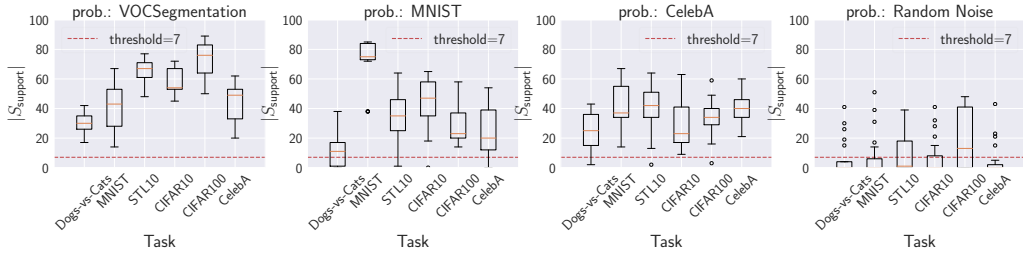 prob.: VOCSegmentation
|S_support|
100
80
60
40
20
0
threshold=7
Dogs-vs-Cats
MNIST
STL10
CIFAR10
CIFAR100
CelebA
Task
prob.: MNIST
|S_support|
100
80
60
40
20
0
threshold=7
Dogs-vs-Cats
MNIST
STL10
CIFAR10
CIFAR100
CelebA
Task
prob.: CelebA
|S_support|
100
80
60
40
20
0
threshold=7
Dogs-vs-Cats
MNIST
STL10
CIFAR10
CIFAR100
CelebA
Task
prob.: Random Noise
|S_support|
100
80
60
40
20
0
threshold=7
Dogs-vs-Cats
MNIST
STL10
CIFAR10
CIFAR100
CelebA
Task